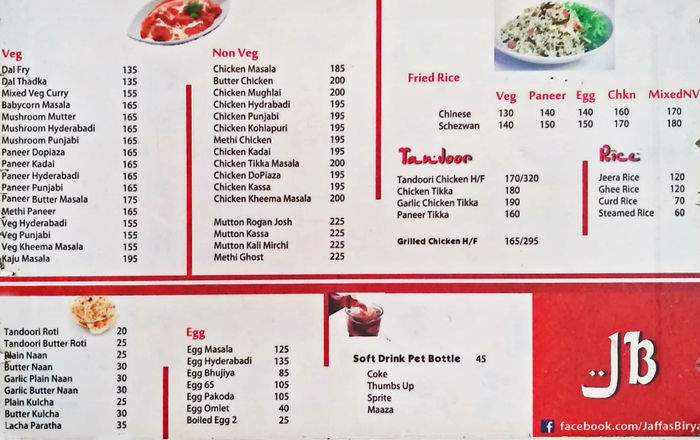 Veg
Dal Fry 135
Dal Thadka 135
Mixed Veg Curry 155
Babycorn Masala 165
Mushroom Mutter 165
Mushroom Hyderabadi 165
Mushroom Punjabi 165
Paneer Dopiaza 165
Paneer Kadai 165
Paneer Hyderabadi 165
Paneer Punjabi 165
Paneer Butter Masala 175
Methi Paneer 165
Veg Hyderabadi 155
Veg Punjabi 155
Veg Kheema Masala 155
Kaju Masala 195
Non Veg
Chicken Masala 185
Butter Chicken 200
Chicken Mughlai 200
Chicken Hydrabadi 195
Chicken Punjabi 195
Chicken Kohlapuri 195
Methi Chicken 195
Chicken Kadai 195
Chicken Tikka Masala 200
Chicken DoPiaza 195
Chicken Kassa 195
Chicken Kheema Masala 200
Mutton Rogan Josh 225
Mutton Kassa 225
Mutton Kali Mirchi 225
Methi Ghost 225
Fried Rice
Veg Paneer Egg Chkn MixedNV
Chinese 130 140 140 160 170
Schezwan 140 150 150 170 180
Tandoor
Tandoori Chicken H/F 170/320
Chicken Tikka 180
Garlic Chicken Tikka 190
Paneer Tikka 160
Grilled Chicken H/F 165/295
Rice
Jeera Rice 120
Ghee Rice 120
Curd Rice 70
Steamed Rice 60
Tandoori Roti 20
Tandoori Butter Roti 25
Plain Naan 25
Butter Naan 30
Garlic Plain Naan 30
Garlic Butter Naan 30
Plain Kulcha 25
Butter Kulcha 30
Lacha Paratha 35
Egg
Egg Masala 125
Egg Hyderabadi 135
Egg Bhujiya 85
Egg 65 105
Egg Pakoda 105
Egg Omlet 40
Boiled Egg 2 25
Soft Drink Pet Bottle 45
Coke
Thumbs Up
Sprite
Maaza
JB
f facebook.com/JaffasBirya